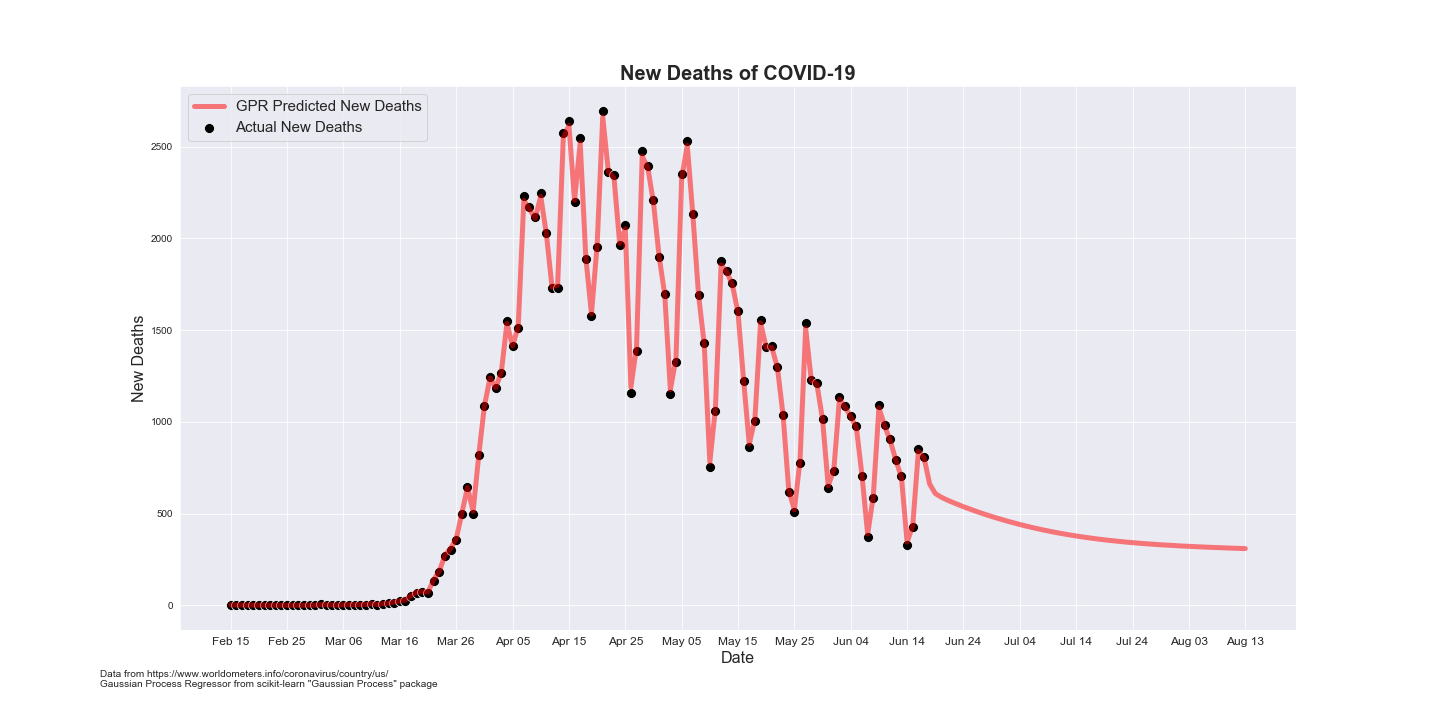 New Deaths of COVID-19
GPR Predicted New Deaths
Actual New Deaths
2500
2000
1500
1000
500
0
New Deaths
Feb 15 Feb 25 Mar 06 Mar 16 Mar 26 Apr 05 Apr 15 Apr 25 May 05 May 15 May 25 Jun 04 Jun 14 Jun 24 Jul 04 Jul 14 Jul 24 Aug 03 Aug 13
Date
Data from https://www.worldometers.info/coronavirus/country/us/
Gaussian Process Regressor from scikit-learn "Gaussian Process" package